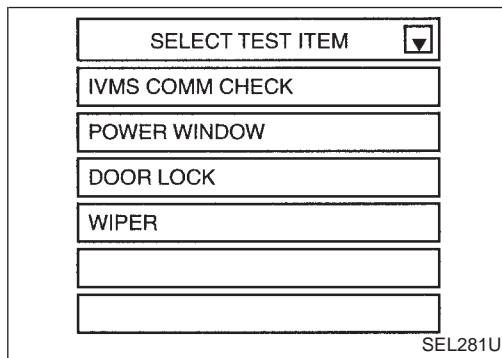 SELECT TEST ITEM
IVMS COMM CHECK
POWER WINDOW
DOOR LOCK
WIPER
SEL281U